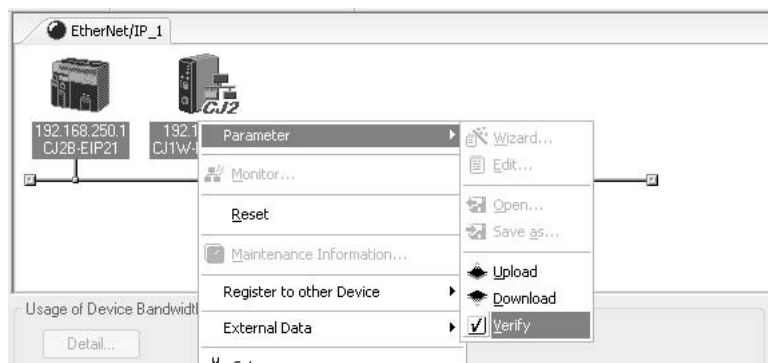 EtherNet/IP_1
CJ2
192.168.250.1
CJ2B-EIP21
192.1
CJ1W-
Parameter
Wizard...
Edit...
Monitor...
Open...
Save as...
Reset
Maintenance Information...
Upload
Register to other Device
Download
Usage of Device Bandwidt
External Data
Verify
Detail...